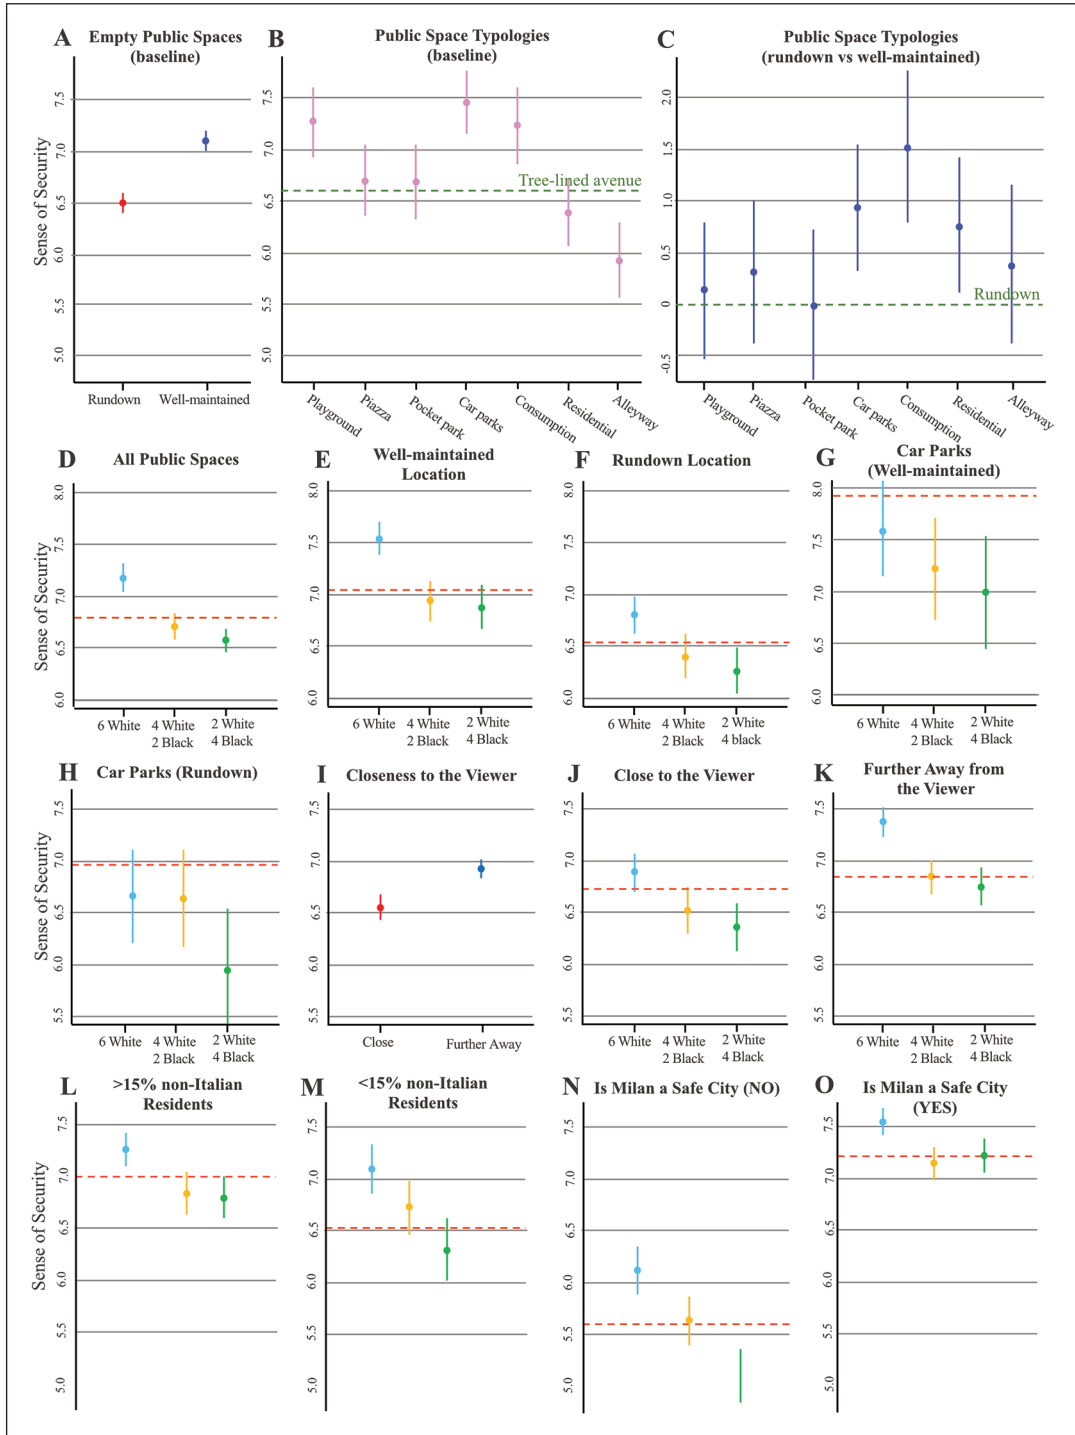 A
Empty Public Spaces
(baseline)
Sense of Security
7.5
7.0
6.5
6.0
5.5
5.0
Rundown
Well-maintained
B
Public Space Typologies
(baseline)
7.5
7.0
6.5
6.0
5.5
5.0
Tree-lined avenue
Playground
Piazza
Pocket park
Car parks
Consumption
Residential
Alleyway
C
Public Space Typologies
(rundown vs well-maintained)
2.0
1.5
1.0
0.5
0
-0.5
Rundown
Playground
Piazza
Pocket park
Car parks
Consumption
Residential
Alleyway
D
All Public Spaces
Sense of Security
8.0
7.5
7.0
6.5
6.0
6 White
4 White
2 Black
2 White
4 Black
E
Well-maintained
Location
8.0
7.5
7.0
6.5
6.0
6 White
4 White
2 Black
2 White
4 Black
F
Rundown Location
8.0
7.5
7.0
6.5
6.0
6 White
4 White
2 Black
2 White
4 black
G
Car Parks
(Well-maintained)
8.0
7.5
7.0
6.5
6.0
6 White
4 White
2 Black
2 White
4 Black
H
Car Parks (Rundown)
Sense of Security
7.5
7.0
6.5
6.0
5.5
6 White
4 White
2 Black
2 White
4 Black
I
Closeness to the Viewer
7.5
7.0
6.5
6.0
5.5
Close
Further Away
J
Close to the Viewer
7.5
7.0
6.5
6.0
5.5
6 White
4 White
2 Black
2 White
4 Black
K
Further Away from
the Viewer
7.5
7.0
6.5
6.0
5.5
6 White
4 White
2 Black
2 White
4 Black
L
>15% non-Italian
Residents
Sense of Security
7.5
7.0
6.5
6.0
5.5
5.0
M
<15% non-Italian
Residents
7.5
7.0
6.5
6.0
5.5
5.0
N
Is Milan a Safe City (NO)
7.5
7.0
6.5
6.0
5.5
5.0
O
Is Milan a Safe City
(YES)
7.5
7.0
6.5
6.0
5.5
5.0